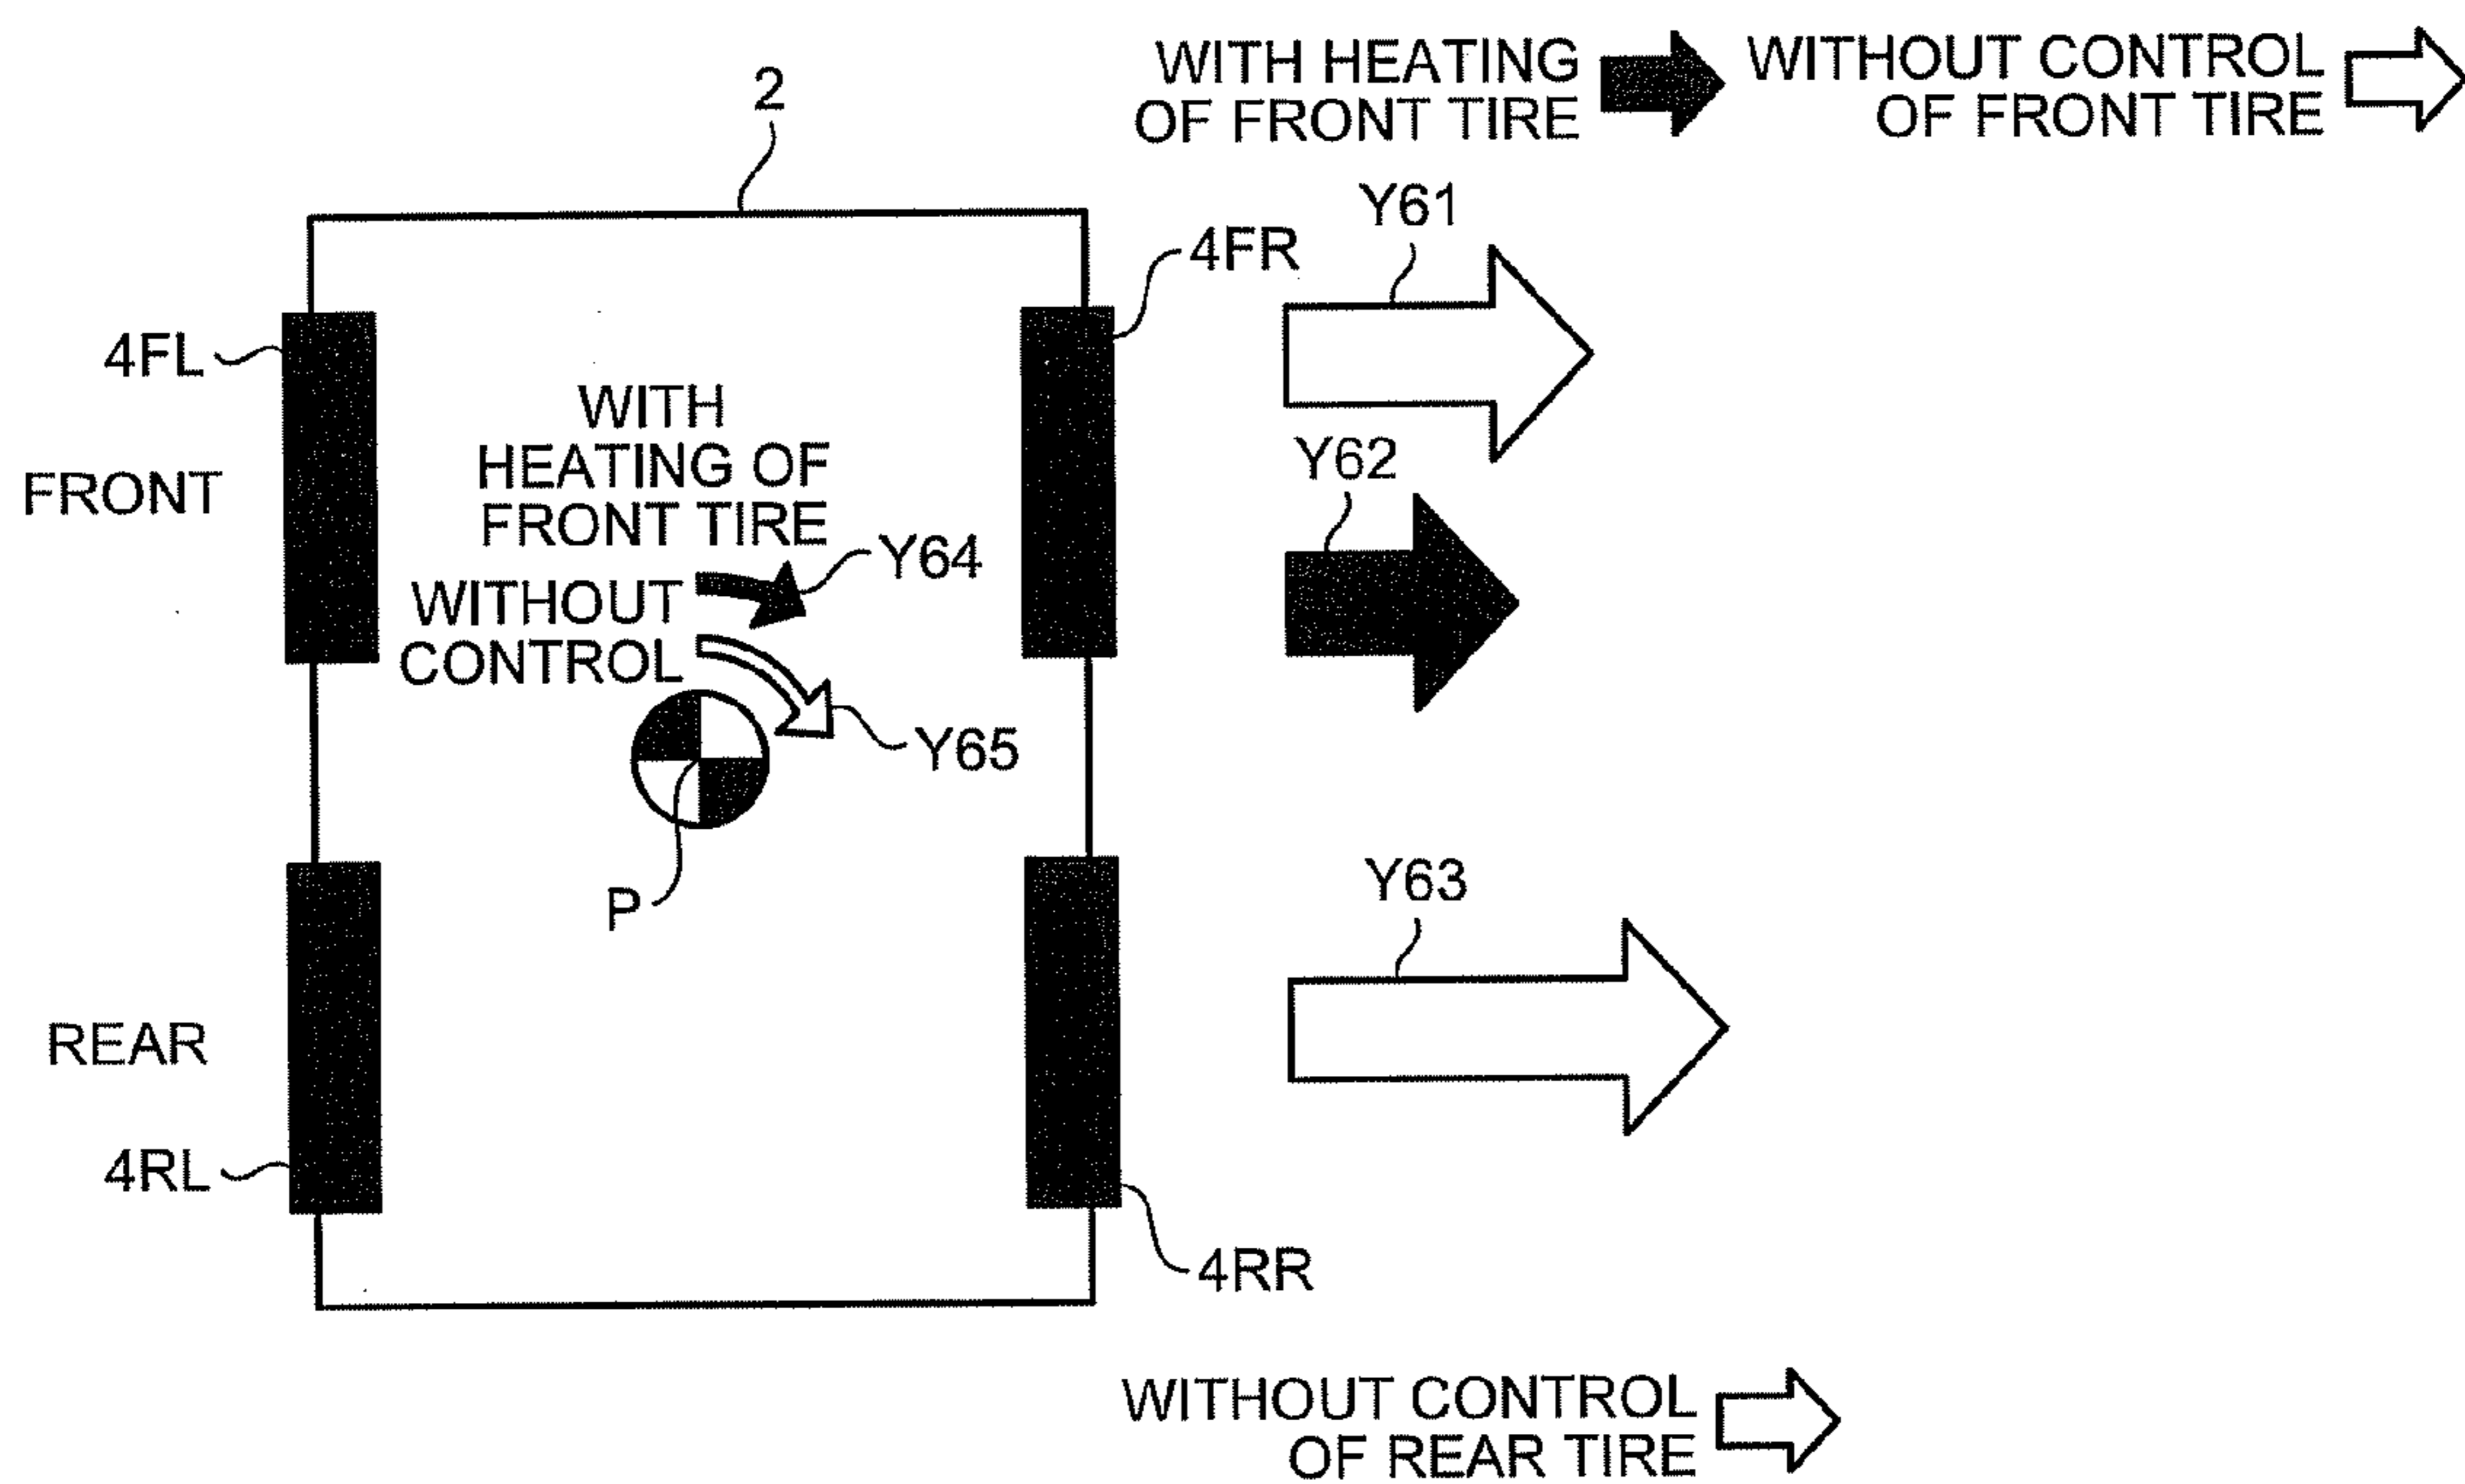 WITH HEATING
OF FRONT TIRE
WITHOUT CONTROL
OF FRONT TIRE
2
Y61
4FR
4FL
WITH
HEATING OF
FRONT TIRE
Y62
FRONT
Y64
WITHOUT
CONTROL
Y65
P
Y63
REAR
4RL
4RR
WITHOUT CONTROL
OF REAR TIRE